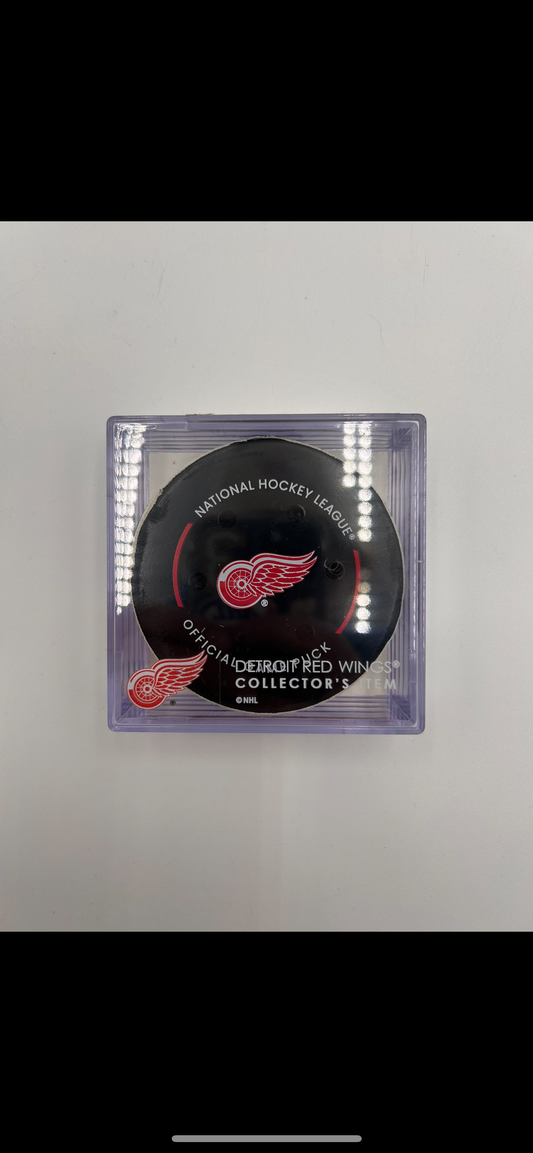 NATIONAL HOCKEY LEAGUE®
®
OFFICIAL GAME PUCK
DETROIT RED WINGS®
COLLECTOR'S ITEM
®
©NHL